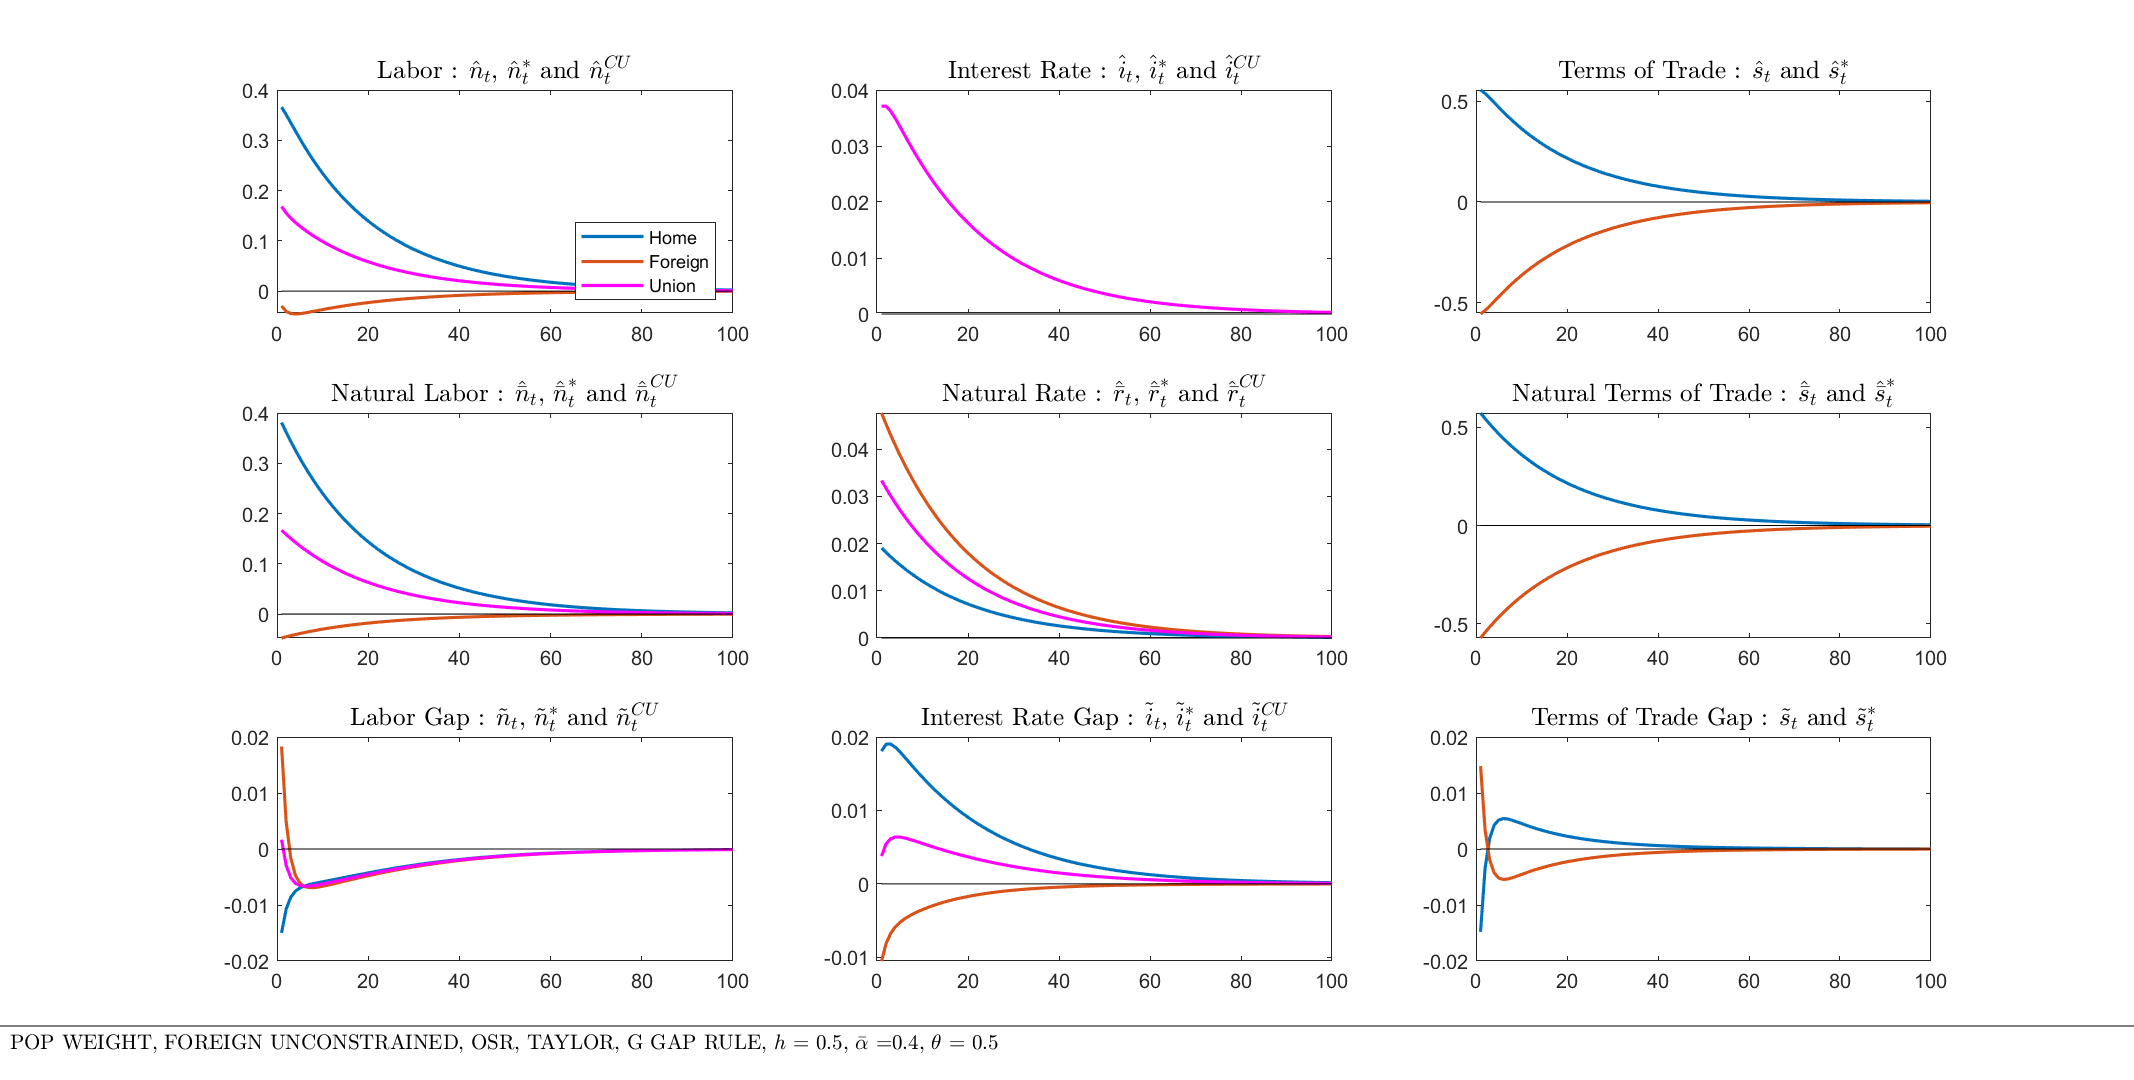 Labor : n̂ₜ, n̂ₜ* and n̂ₜᶜᵁ
0.4
0.3
0.2
0.1
0
0 20 40 60 80 100
Home
Foreign
Union
Interest Rate : îₜ, îₜ* and îₜᶜᵁ
0.04
0.03
0.02
0.01
0
0 20 40 60 80 100
Terms of Trade : ŝₜ and ŝₜ*
0.5
0
-0.5
0 20 40 60 80 100
Natural Labor : n̄̂ₜ, n̄̂ₜ* and n̄̂ₜᶜᵁ
0.4
0.3
0.2
0.1
0
0 20 40 60 80 100
Natural Rate : r̄̂ₜ, r̄̂ₜ* and r̄̂ₜᶜᵁ
0.04
0.03
0.02
0.01
0
0 20 40 60 80 100
Natural Terms of Trade : s̄̂ₜ and s̄̂ₜ*
0.5
0
-0.5
0 20 40 60 80 100
Labor Gap : ñₜ, ñₜ* and ñₜᶜᵁ
0.02
0.01
0
-0.01
-0.02
0 20 40 60 80 100
Interest Rate Gap : ĩₜ, ĩₜ* and ĩₜᶜᵁ
0.02
0.01
0
-0.01
0 20 40 60 80 100
Terms of Trade Gap : s̃ₜ and s̃ₜ*
0.02
0.01
0
-0.01
-0.02
0 20 40 60 80 100
POP WEIGHT, FOREIGN UNCONSTRAINED, OSR, TAYLOR, G GAP RULE, h = 0.5, ᾱ =0.4, θ = 0.5